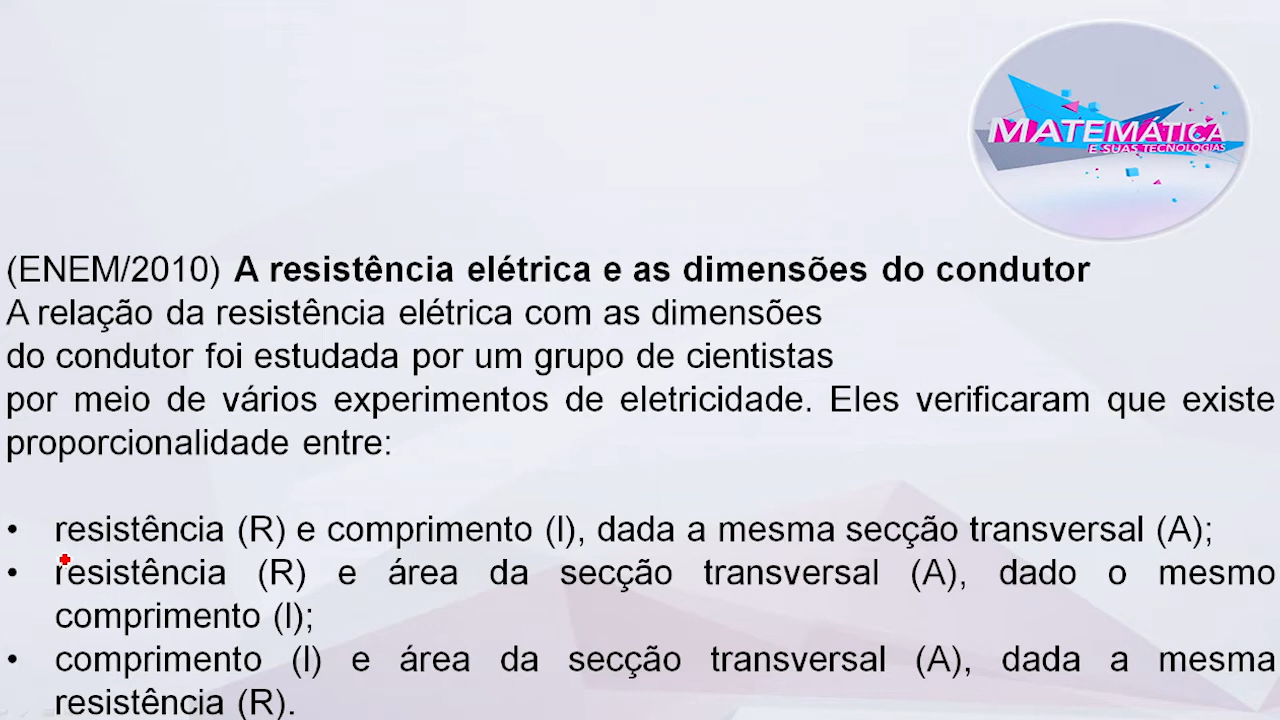 MATEMÁTICA
E SUAS TECNOLOGIAS
(ENEM/2010) A resistência elétrica e as dimensões do condutor
A relação da resistência elétrica com as dimensões
do condutor foi estudada por um grupo de cientistas
por meio de vários experimentos de eletricidade. Eles verificaram que existe
proporcionalidade entre:
• resistência (R) e comprimento (l), dada a mesma secção transversal (A);
• resistência (R) e área da secção transversal (A), dado o mesmo
comprimento (l);
• comprimento (l) e área da secção transversal (A), dada a mesma
resistência (R).